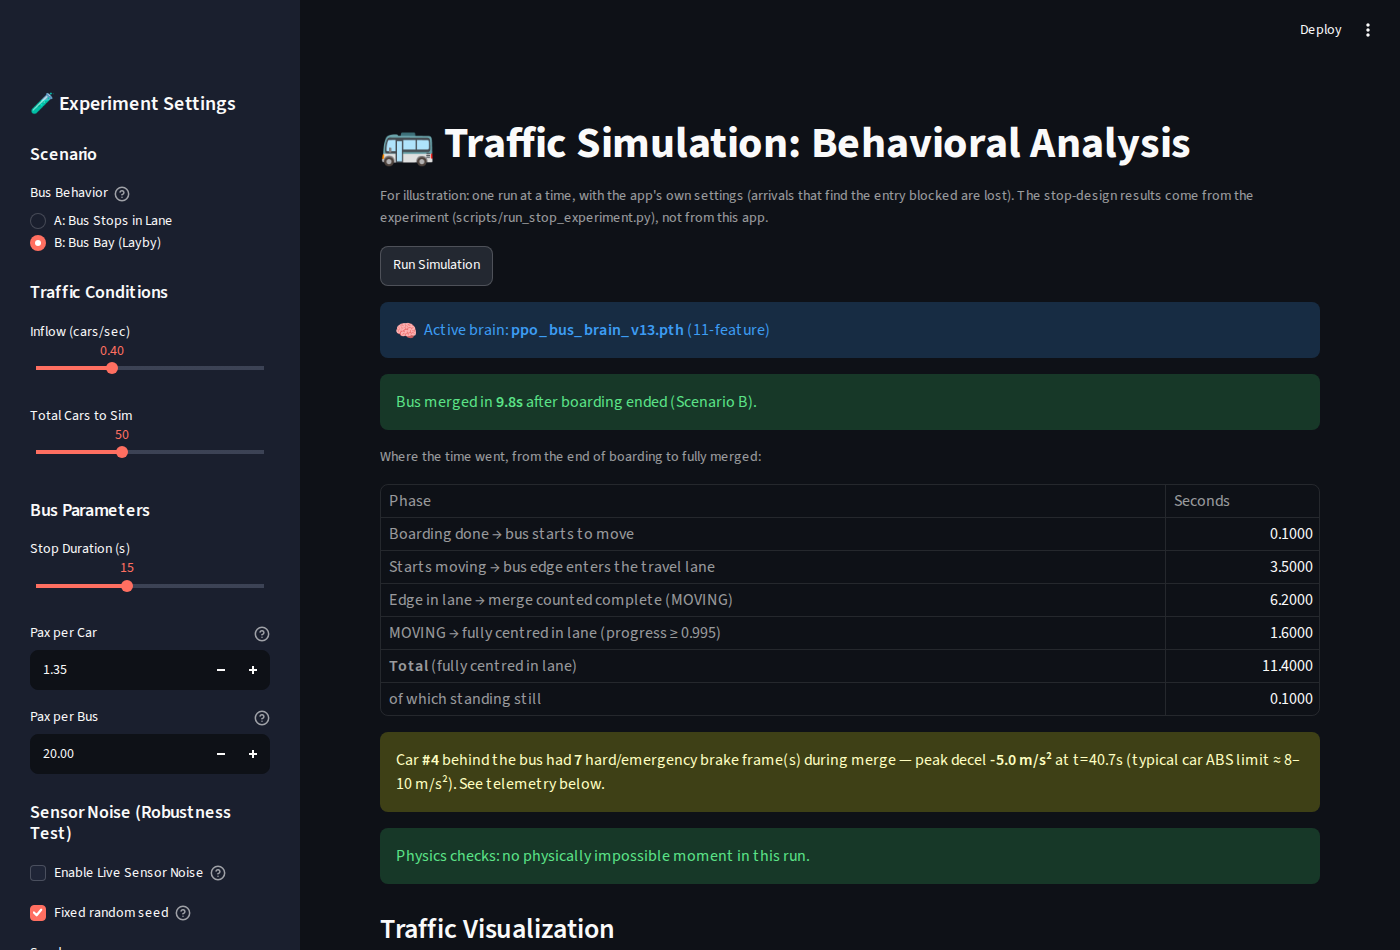 Deploy
🧪 Experiment Settings
Scenario
Bus Behavior
A: Bus Stops in Lane
B: Bus Bay (Layby)
Traffic Conditions
Inflow (cars/sec)
0.40
Total Cars to Sim
50
Bus Parameters
Stop Duration (s)
15
Pax per Car
1.35
Pax per Bus
20.00
Sensor Noise (Robustness
Test)
Enable Live Sensor Noise
Fixed random seed
🚌 Traffic Simulation: Behavioral Analysis
For illustration: one run at a time, with the app's own settings (arrivals that find the entry blocked are lost). The stop-design results come from the
experiment (scripts/run_stop_experiment.py), not from this app.
Run Simulation
🧠 Active brain: ppo_bus_brain_v13.pth (11-feature)
Bus merged in 9.8s after boarding ended (Scenario B).
Where the time went, from the end of boarding to fully merged:
Phase Seconds
Boarding done → bus starts to move 0.1000
Starts moving → bus edge enters the travel lane 3.5000
Edge in lane → merge counted complete (MOVING) 6.2000
MOVING → fully centred in lane (progress ≥ 0.995) 1.6000
Total (fully centred in lane) 11.4000
of which standing still 0.1000
Car #4 behind the bus had 7 hard/emergency brake frame(s) during merge — peak decel -5.0 m/s² at t=40.7s (typical car ABS limit ≈ 8–
10 m/s²). See telemetry below.
Physics checks: no physically impossible moment in this run.
Traffic Visualization